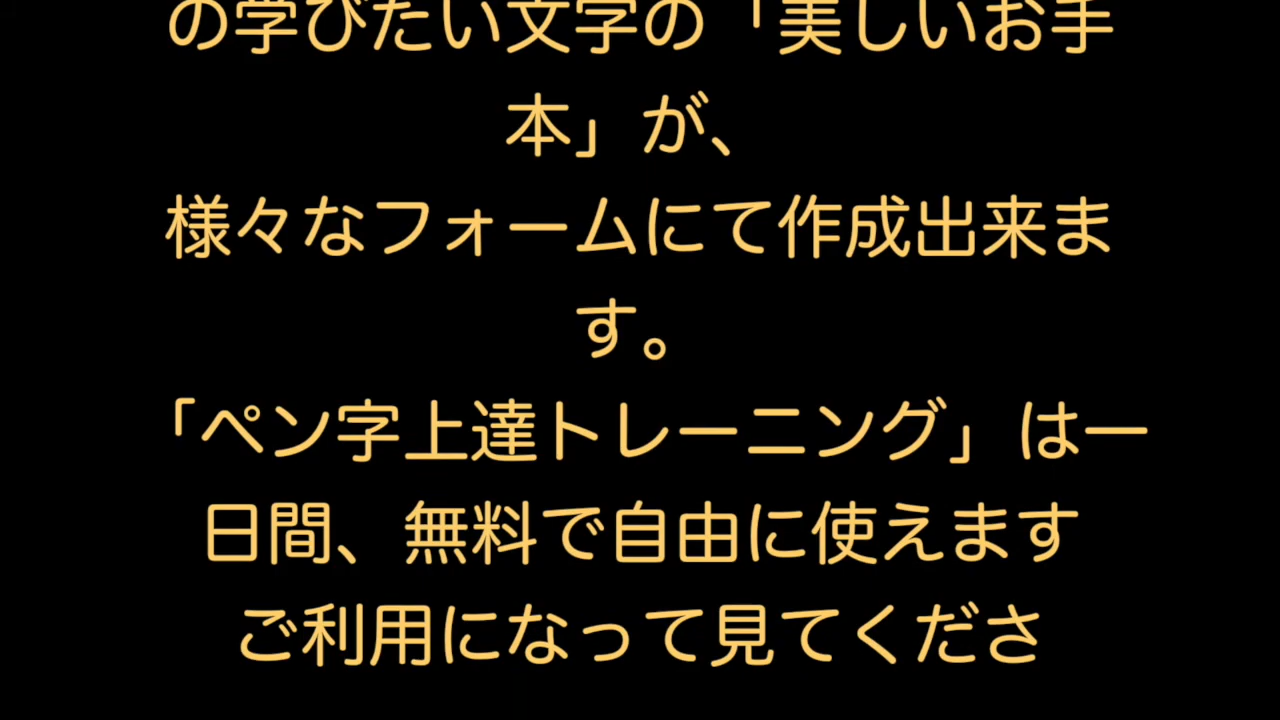 の学びたい文字の「美しいお手
本」が、
様々なフォームにて作成出来ま
す。
「ペン字上達トレーニング」は一
日間、無料で自由に使えます
ご利用になって見てくださ